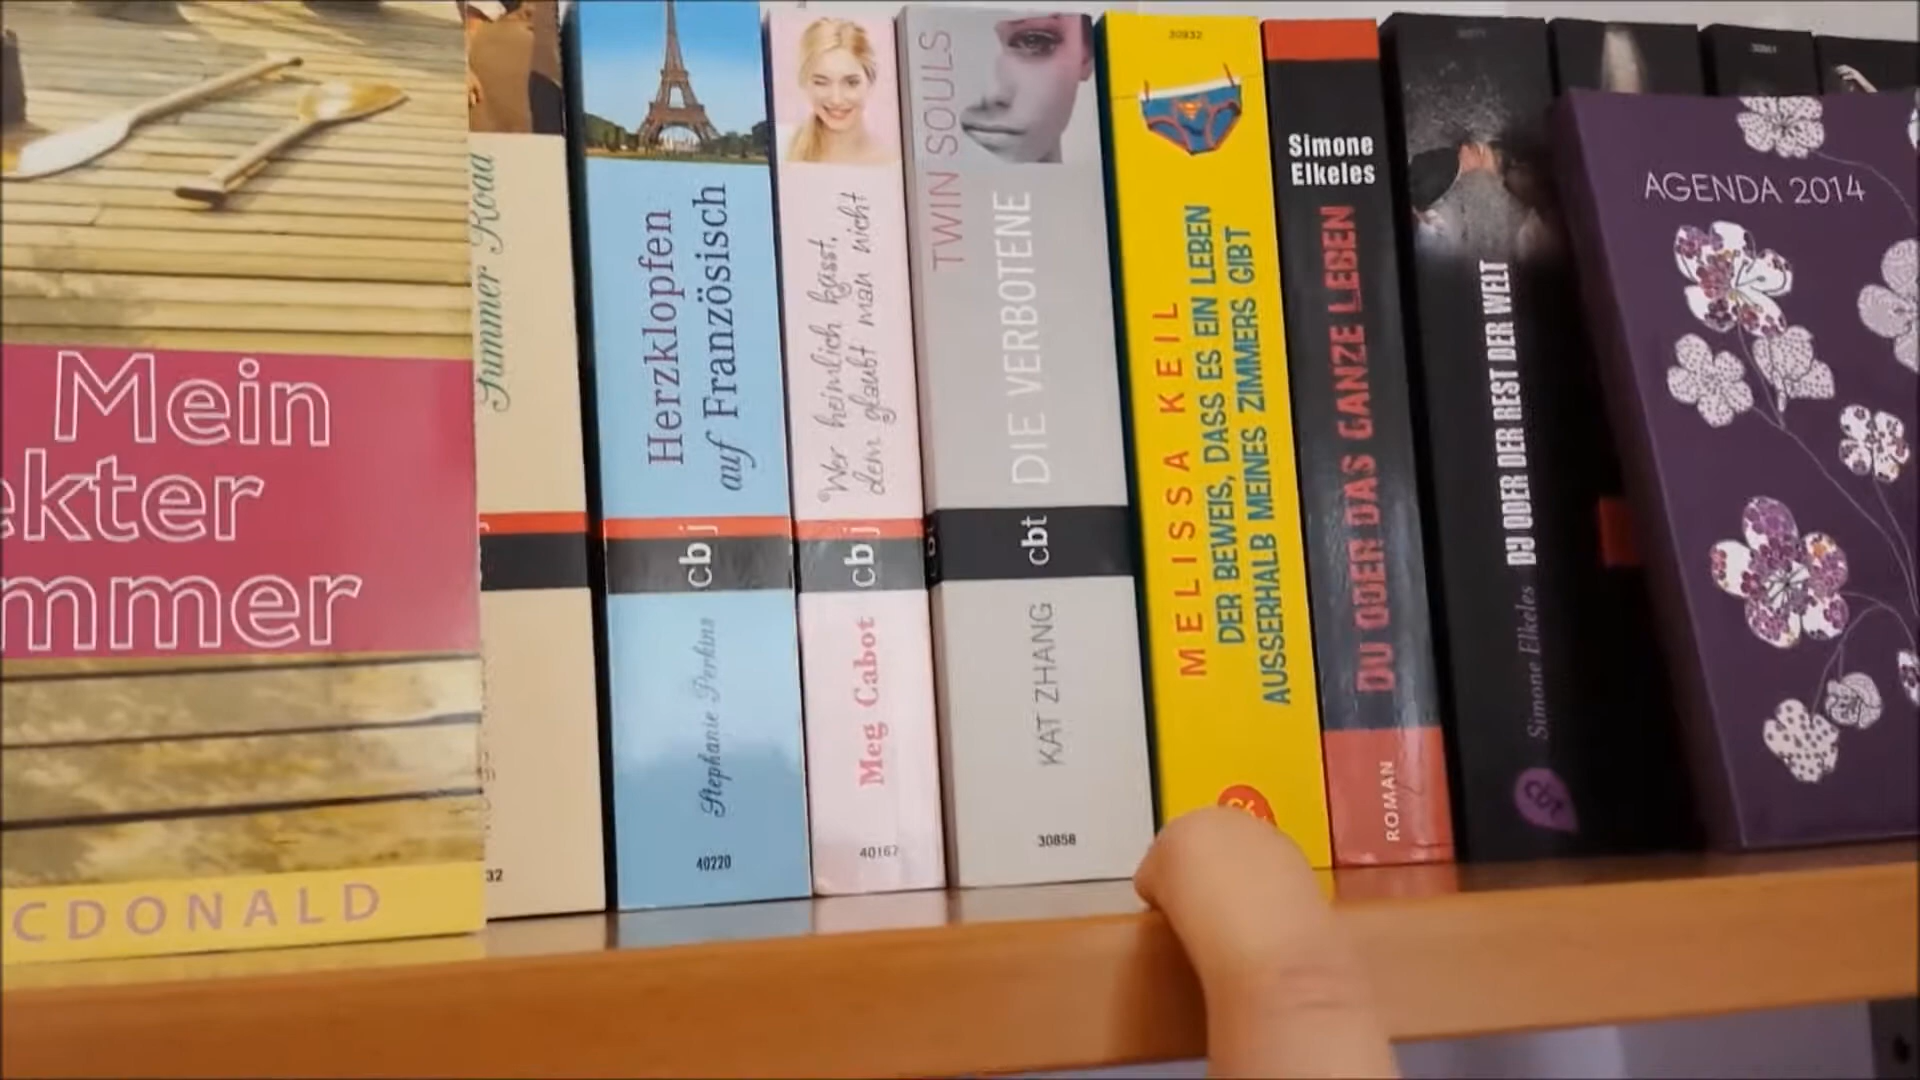 Mein
ekter
mmer
CDONALD
Summer Road
32
Herzklopfen
auf Französisch
cbj
Stephanie Perkins
40220
Wer heimlich küsst,
dem glaubt man nicht
cbj
Meg Cabot
40167
TWIN SOULS
DIE VERBOTENE
cbt
KAT ZHANG
30858
30932
MELISSA KEIL
DER BEWEIS, DASS ES EIN LEBEN
AUSSERHALB MEINES ZIMMERS GIBT
Simone
Elkeles
DU ODER DAS GANZE LEBEN
ROMAN
DU ODER DER REST DER WELT
Simone Elkeles
cbt
AGENDA 2014